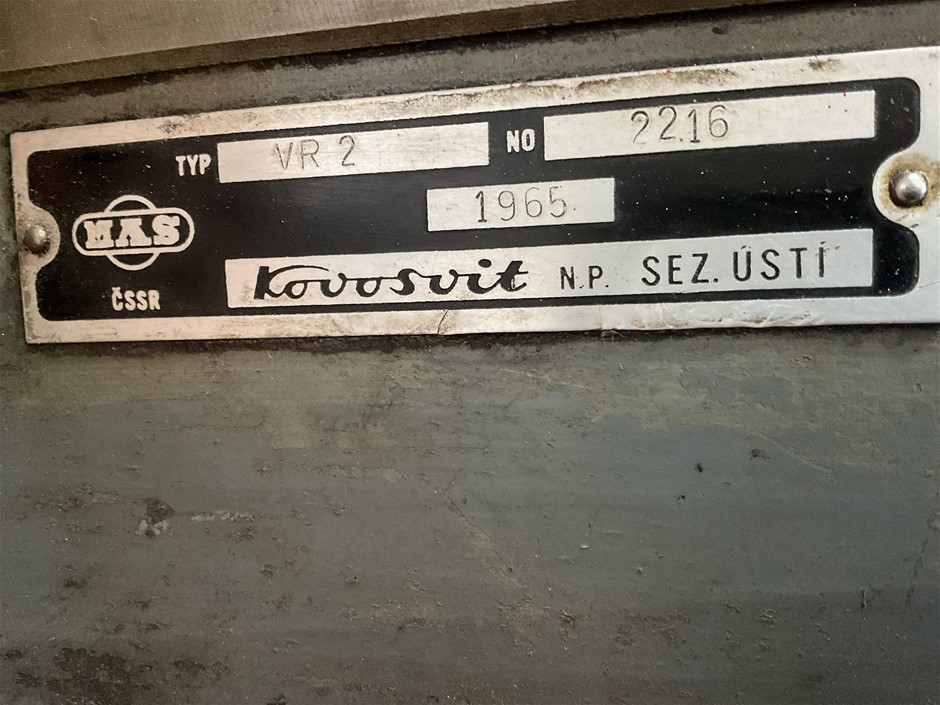 TYP VR 2 NO 2216
1965
MAS
ČSSR
Kovosvit N.P. SEZ. ÚSTÍ